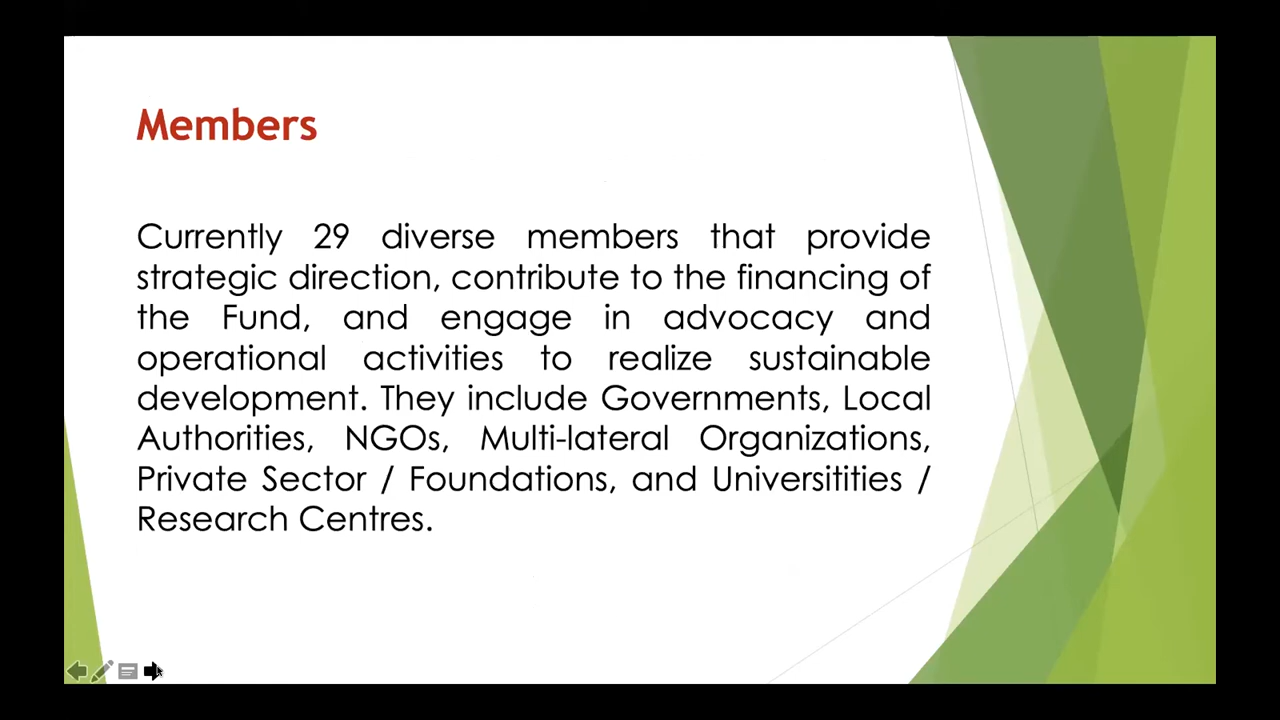 Members
Currently 29 diverse members that provide
strategic direction, contribute to the financing of
the Fund, and engage in advocacy and
operational activities to realize sustainable
development. They include Governments, Local
Authorities, NGOs, Multi-lateral Organizations,
Private Sector / Foundations, and Universitities /
Research Centres.